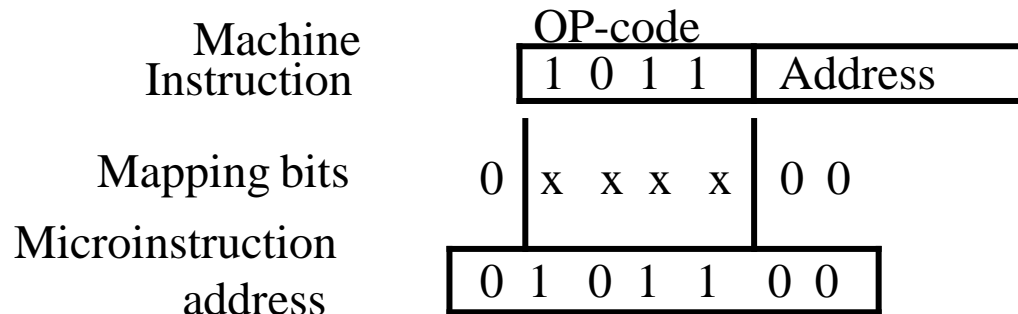 OP-code
Machine
Instruction
1 0 1 1 Address
Mapping bits 0 x x x x 0 0
Microinstruction
address
0 1 0 1 1 0 0